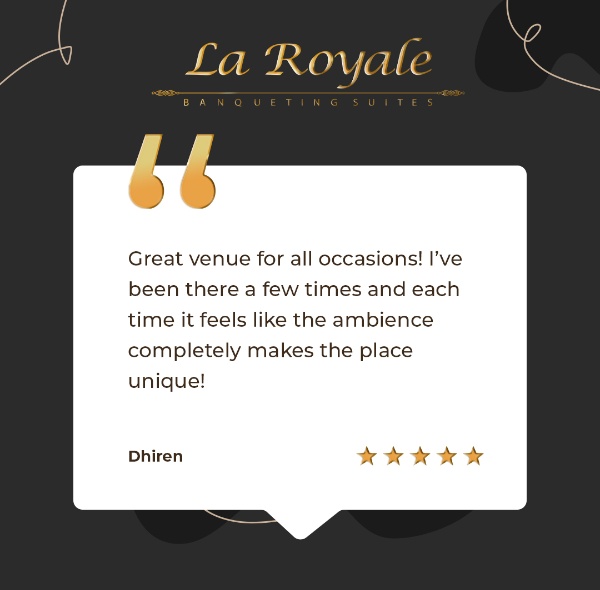 La Royale
BANQUETING SUITES
“
Great venue for all occasions! I’ve
been there a few times and each
time it feels like the ambience
completely makes the place
unique!
Dhiren